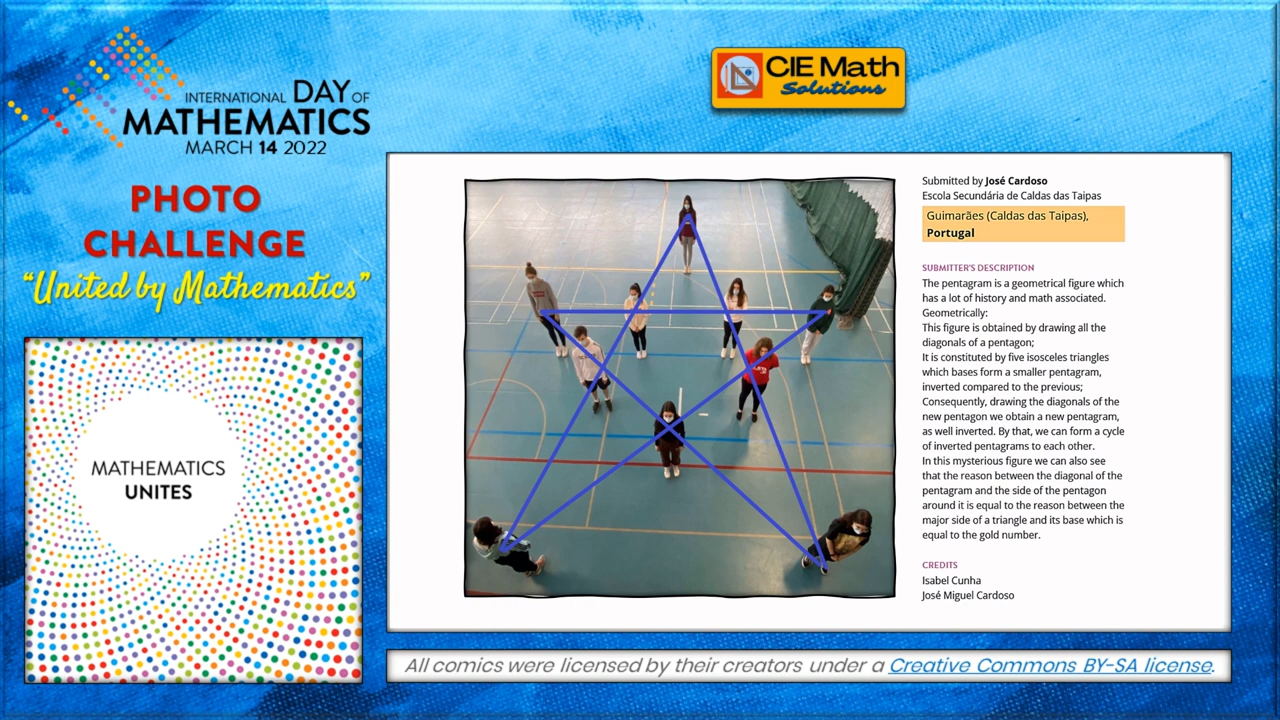 INTERNATIONAL DAY OF
MATHEMATICS
MARCH 14 2022
PHOTO
CHALLENGE
“United by Mathematics”
MATHEMATICS
UNITES
CIE Math
Solutions
Submitted by José Cardoso
Escola Secundária de Caldas das Taipas
Guimarães (Caldas das Taipas),
Portugal
SUBMITTER'S DESCRIPTION
The pentagram is a geometrical figure which
has a lot of history and math associated.
Geometrically:
This figure is obtained by drawing all the
diagonals of a pentagon;
It is constituted by five isosceles triangles
which bases form a smaller pentagram,
inverted compared to the previous;
Consequently, drawing the diagonals of the
new pentagon we obtain a new pentagram,
as well inverted. By that, we can form a cycle
of inverted pentagrams to each other.
In this mysterious figure we can also see
that the reason between the diagonal of the
pentagram and the side of the pentagon
around it is equal to the reason between the
major side of a triangle and its base which is
equal to the gold number.
CREDITS
Isabel Cunha
José Miguel Cardoso
All comics were licensed by their creators under a Creative Commons BY-SA license.